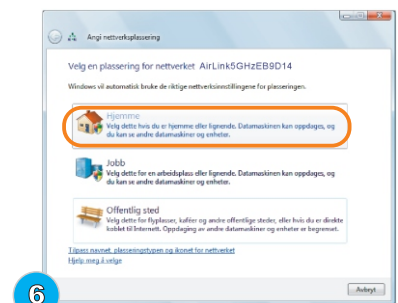 Angi nettverksplassering
Velg en plassering for nettverket AirLink5GHzEB9D14
Windows vil automatisk bruke de riktige nettverksinnstillingene for plasseringen.
Hjemme
Velg dette hvis du er hjemme eller lignende. Datamaskinen kan oppdages, og
du kan se andre datamaskiner og enheter.
Jobb
Velg dette for en arbeidsplass eller lignende. Datamaskinen kan oppdages, og
du kan se andre datamaskiner og enheter.
Offentlig sted
Velg dette for flyplasser, kaféer og andre offentlige steder, eller hvis du er direkte
koblet til Internett. Oppdaging av andre datamaskiner og enheter er begrenset.
Tilpass navnet, plasseringstypen og ikonet for nettverket
Hjelp meg å velge
Avbryt
6